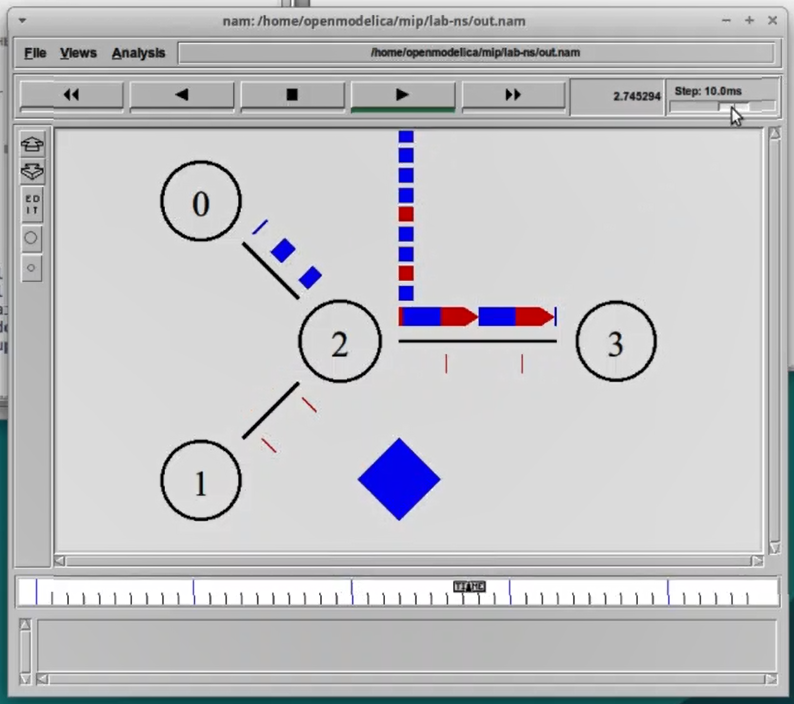 nam: /home/openmodelica/mip/lab-ns/out.nam
File Views Analysis /home/openmodelica/mip/lab-ns/out.nam
2.745294 Step: 10.0ms
ED
IT
0
2
3
1
TIME